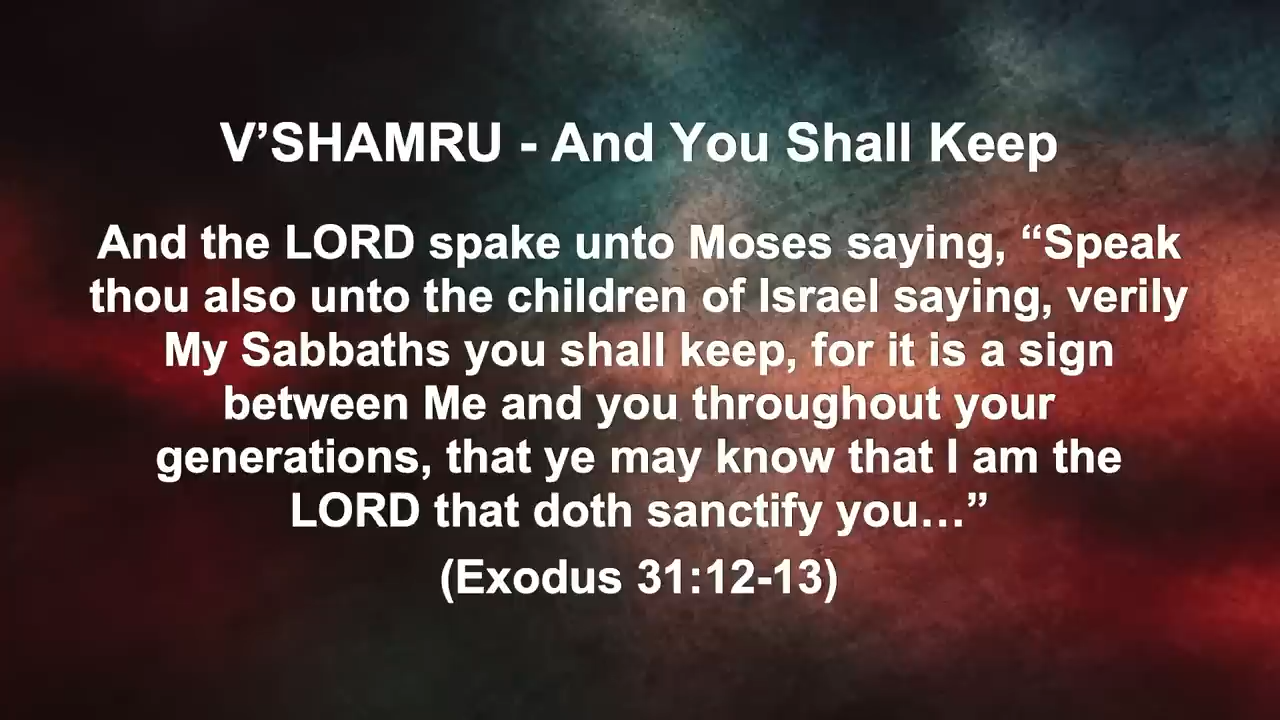 V’SHAMRU - And You Shall Keep
And the LORD spake unto Moses saying, “Speak
thou also unto the children of Israel saying, verily
My Sabbaths you shall keep, for it is a sign
between Me and you throughout your
generations, that ye may know that I am the
LORD that doth sanctify you…”
(Exodus 31:12-13)